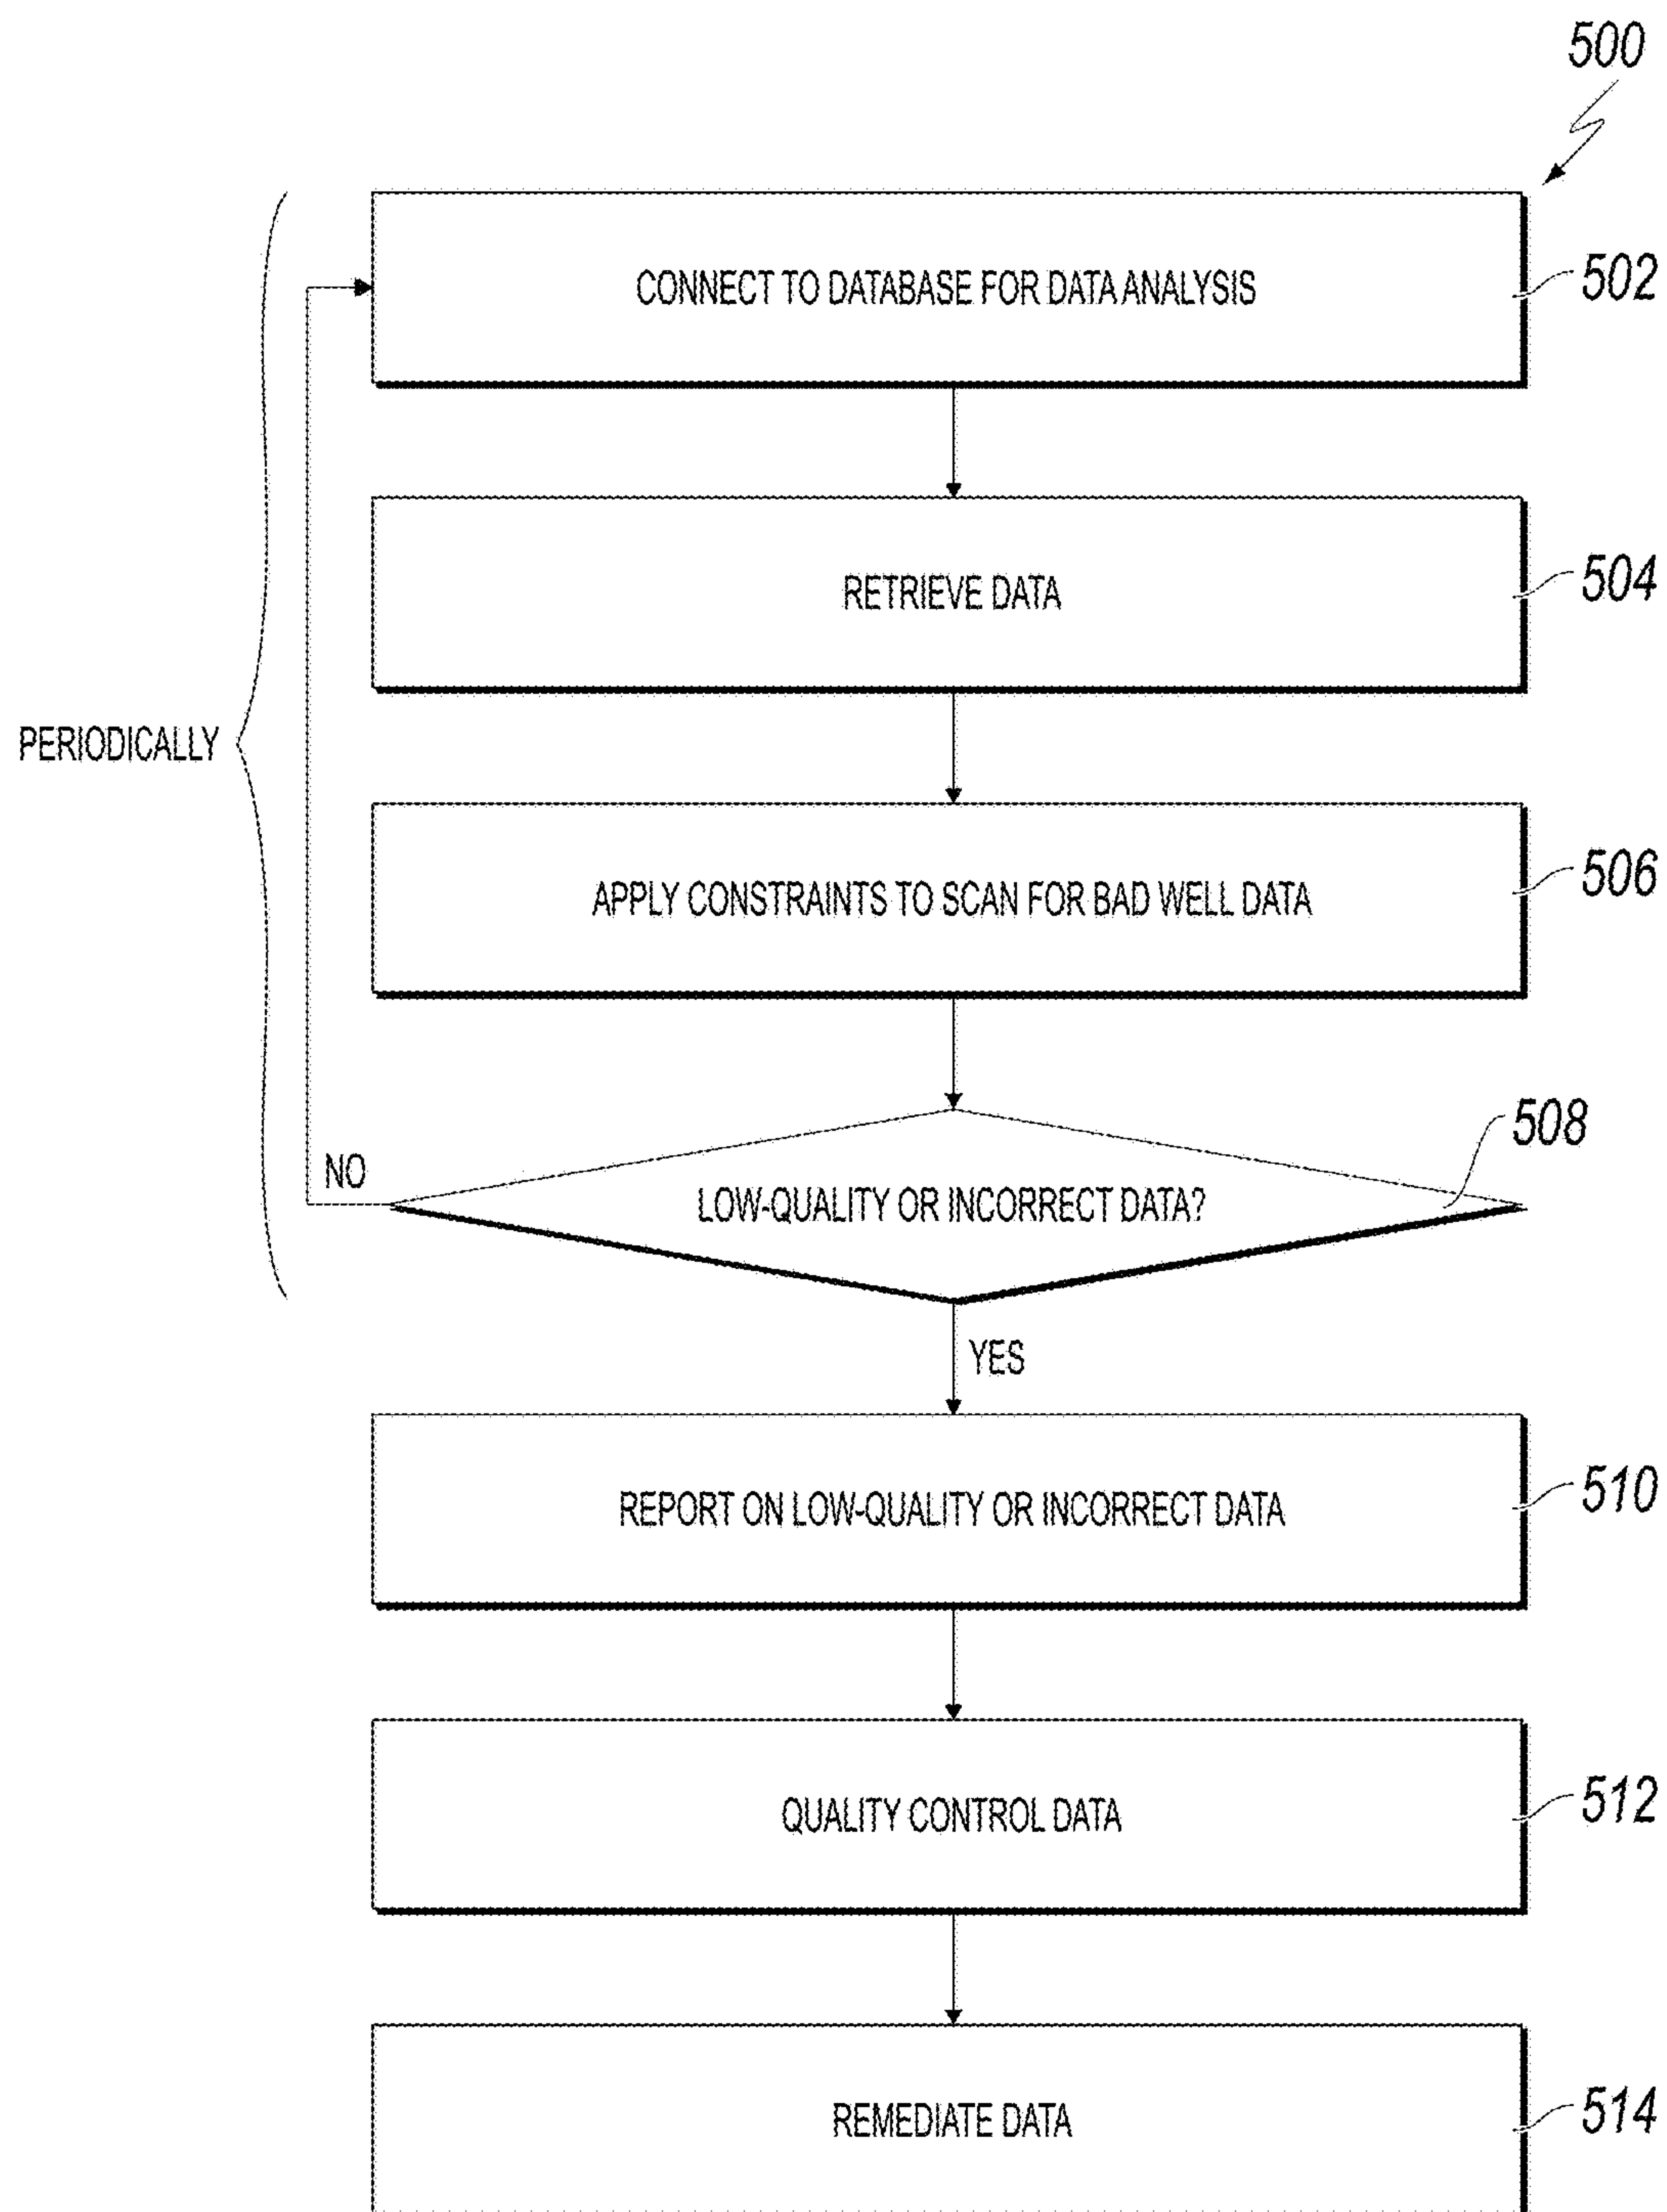 500
CONNECT TO DATABASE FOR DATA ANALYSIS
502
RETRIEVE DATA
504
PERIODICALLY
APPLY CONSTRAINTS TO SCAN FOR BAD WELL DATA
506
508
NO
LOW-QUALITY OR INCORRECT DATA?
YES
REPORT ON LOW-QUALITY OR INCORRECT DATA
510
QUALITY CONTROL DATA
512
REMEDIATE DATA
514